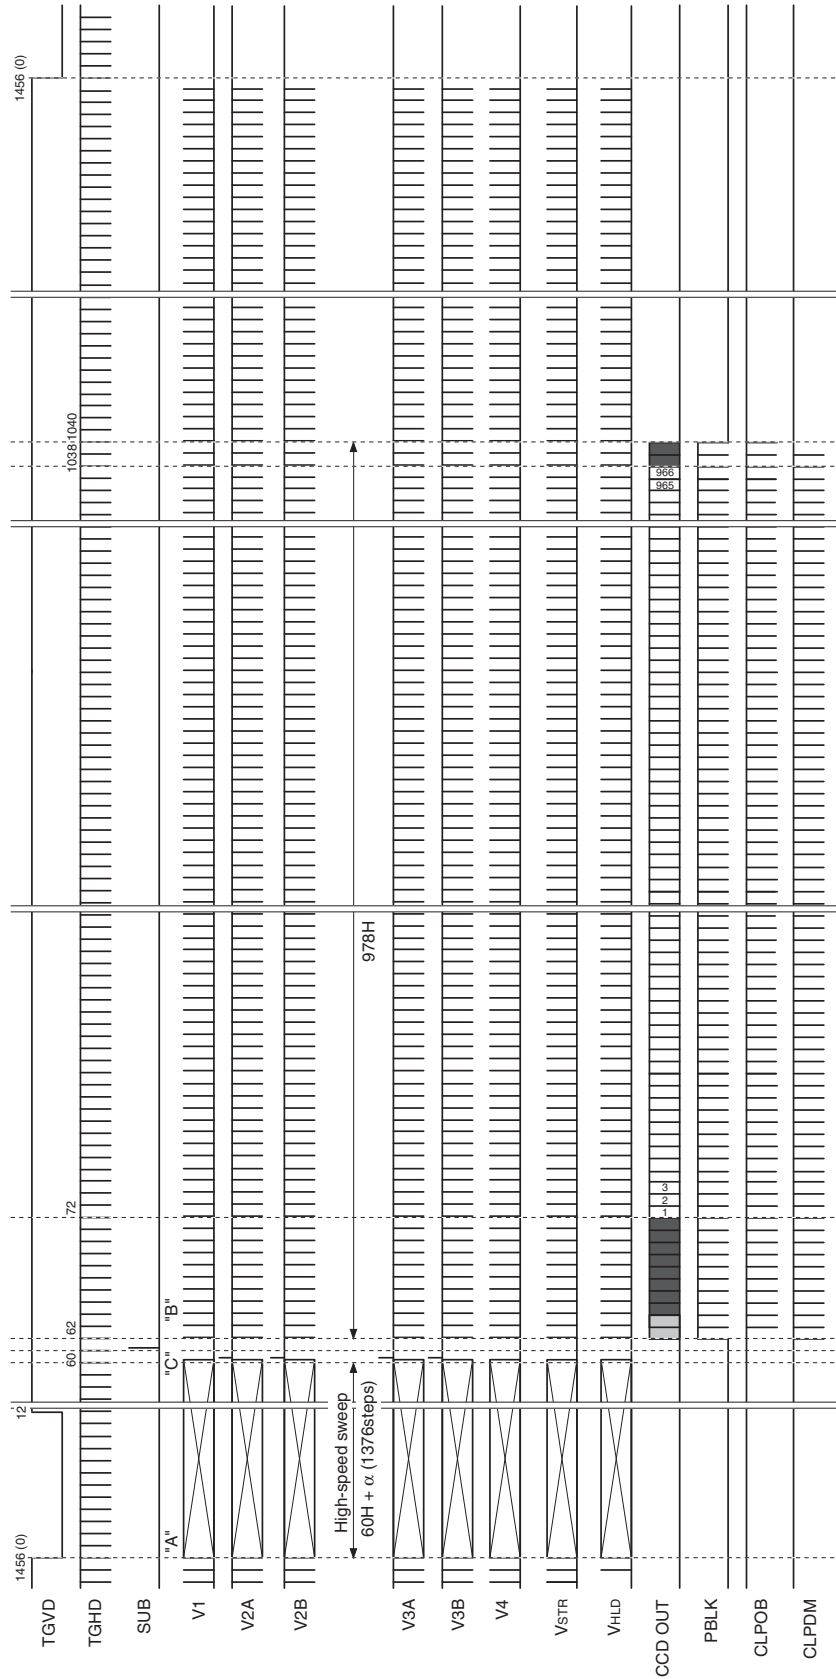 TGVD
TGHD
SUB
V1
V2A
V2B
V3A
V3B
V4
VSTR
VHLD
CCD OUT
PBLK
CLPOB
CLPDM
1456 (0)
12
60
62
72
1038
1040
1456 (0)
"A"
"C"
"B"
High-speed sweep
60H + α (1376steps)
978H
1
2
3
965
966